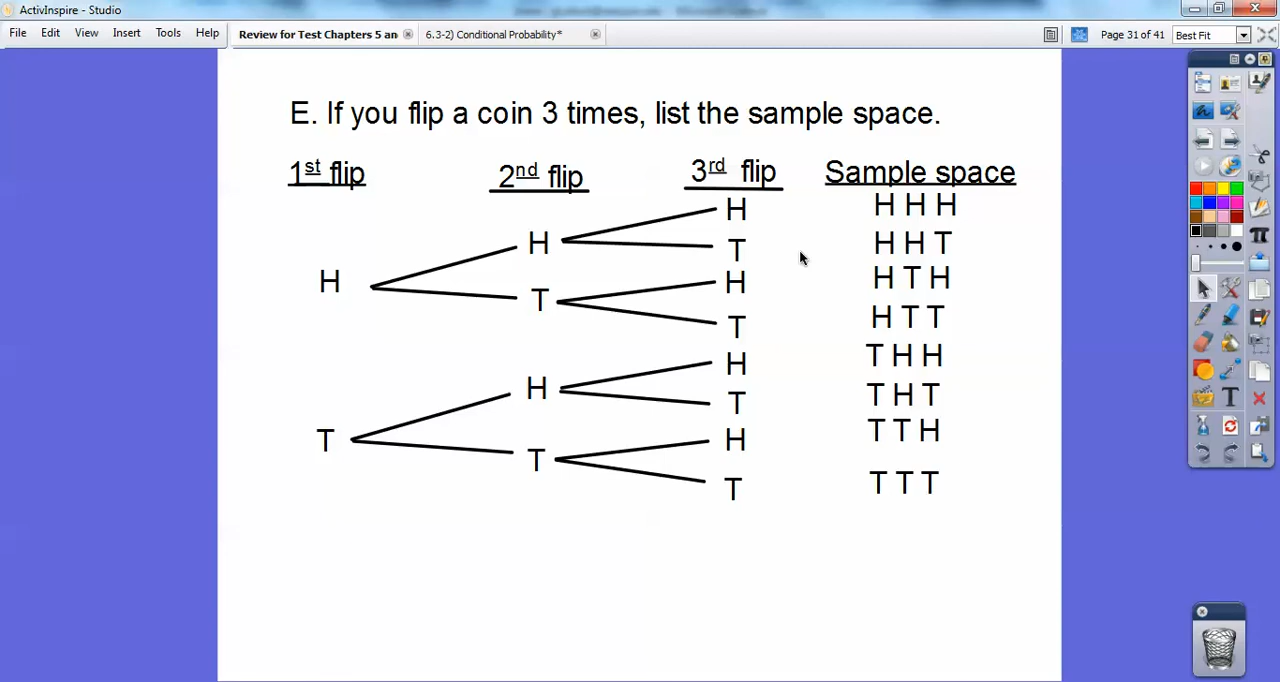 ActivInspire - Studio
File Edit View Insert Tools Help
Review for Test Chapters 5 an
6.3-2) Conditional Probability*
Page 31 of 41
Best Fit
E. If you flip a coin 3 times, list the sample space.
1st flip 2nd flip 3rd flip Sample space
H H H H
H T H H T
H H H T H
T T H T T
H H T H H
T T T H T
T H T T H
T T T T